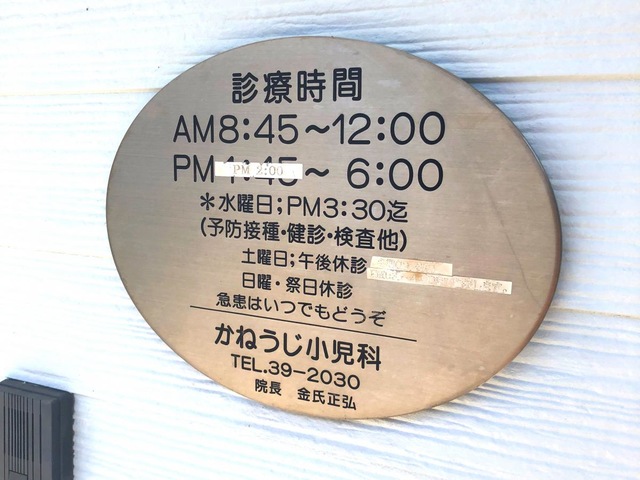 診療時間
AM8:45～12:00
PM PM 2:00～ 6:00
＊水曜日;PM3:30迄
(予防接種・健診・検査他)
土曜日;午後休診
日曜・祭日休診
急患はいつでもどうぞ
かねうじ小児科
TEL.39-2030
院長 金氏正弘